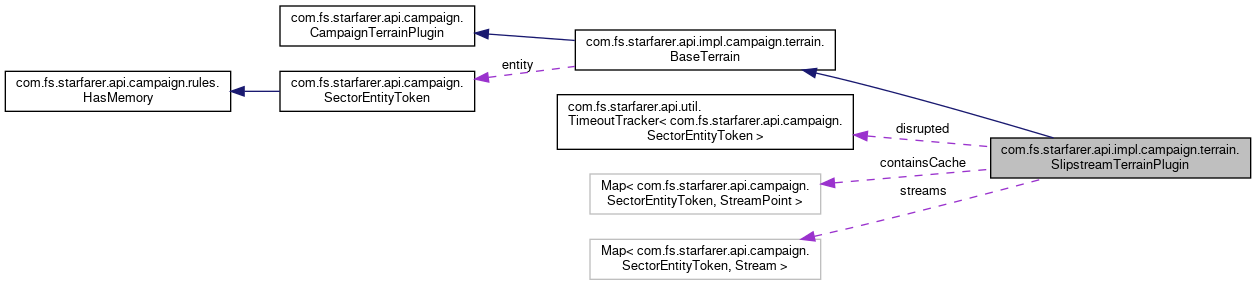 com.fs.starfarer.api.campaign.
CampaignTerrainPlugin
com.fs.starfarer.api.impl.campaign.terrain.
BaseTerrain
entity
com.fs.starfarer.api.campaign.rules.
HasMemory
com.fs.starfarer.api.campaign.
SectorEntityToken
com.fs.starfarer.api.util.
TimeoutTracker< com.fs.starfarer.api.campaign.
SectorEntityToken >
disrupted
com.fs.starfarer.api.impl.campaign.terrain.
SlipstreamTerrainPlugin
containsCache
Map< com.fs.starfarer.api.campaign.
SectorEntityToken, StreamPoint >
streams
Map< com.fs.starfarer.api.campaign.
SectorEntityToken, Stream >